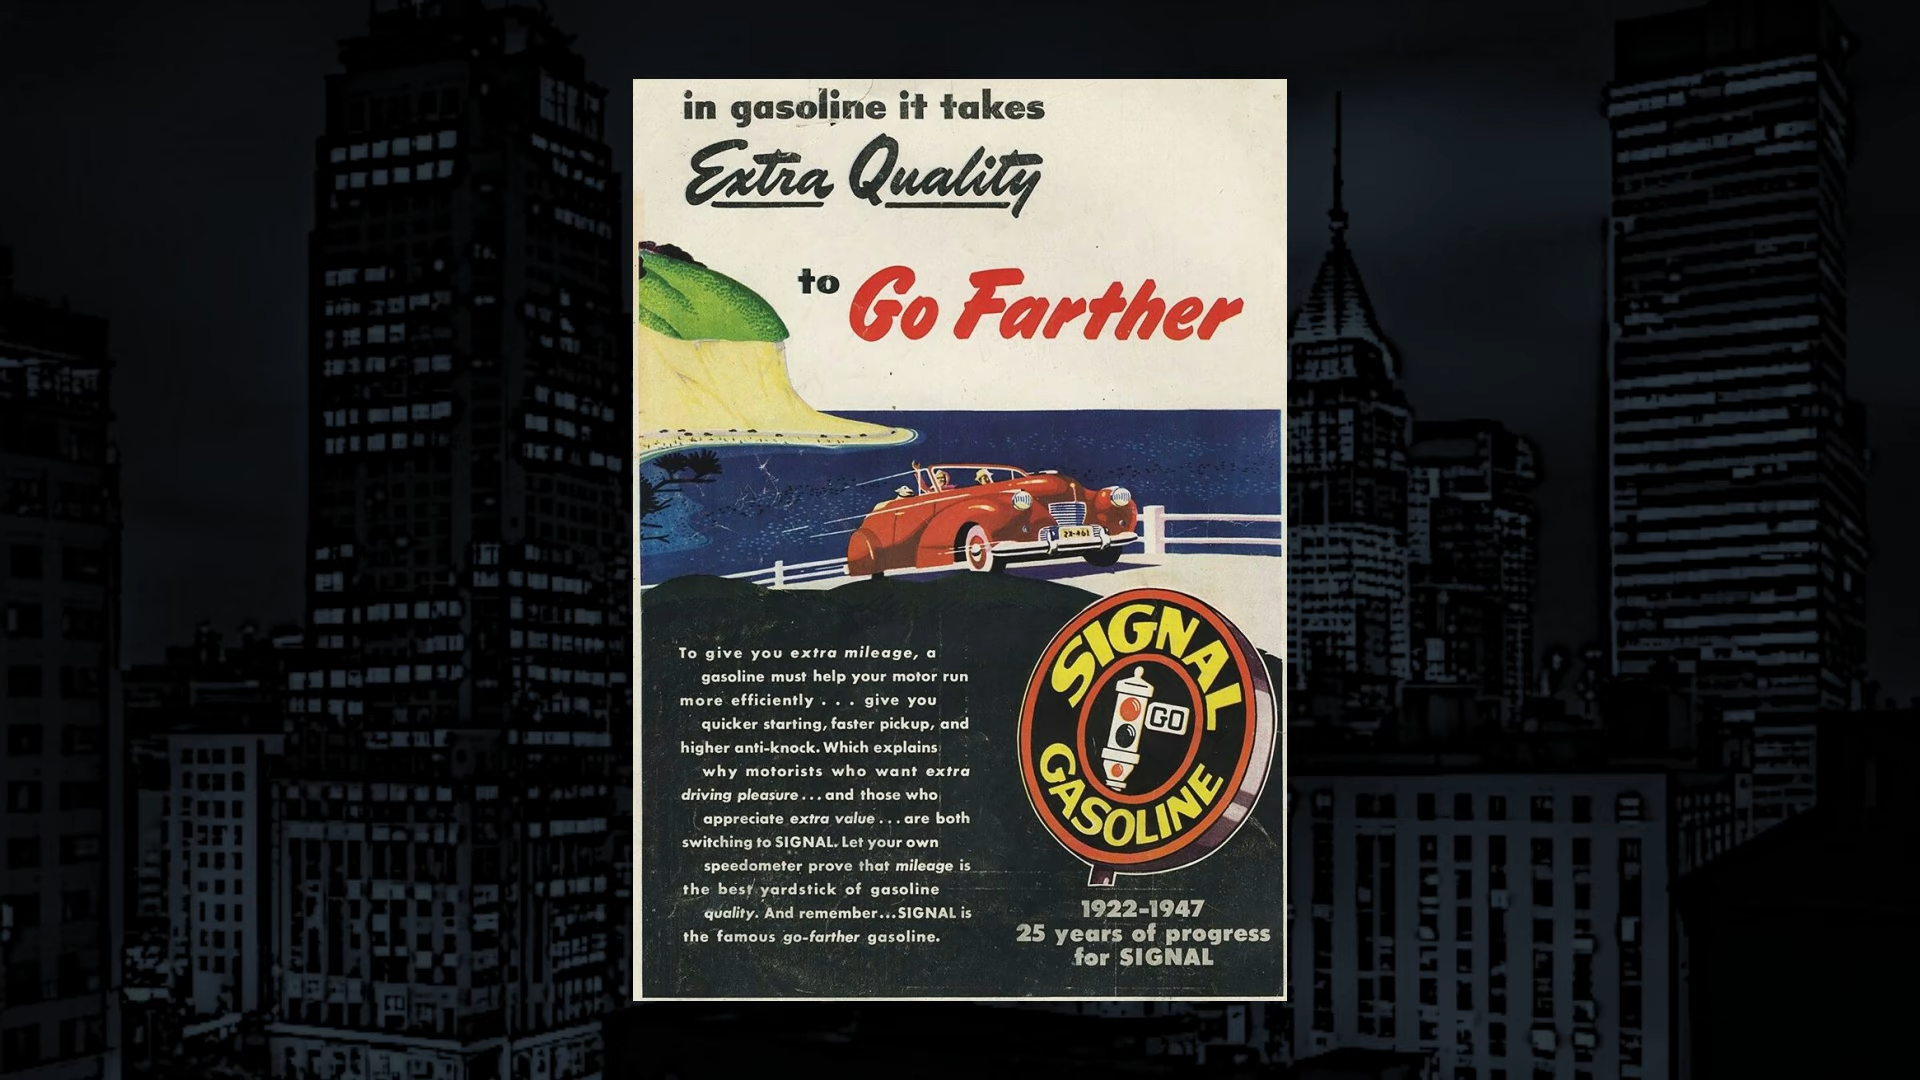 in gasoline it takes
Extra Quality
to Go Farther
28-461
To give you extra mileage, a
gasoline must help your motor run
more efficiently . . . give you
quicker starting, faster pickup, and
higher anti-knock. Which explains
why motorists who want extra
driving pleasure . . . and those who
appreciate extra value . . . are both
switching to SIGNAL. Let your own
speedometer prove that mileage is
the best yardstick of gasoline
quality. And remember...SIGNAL is
the famous go-farther gasoline.
SIGNAL
GO
GASOLINE
1922-1947
25 years of progress
for SIGNAL